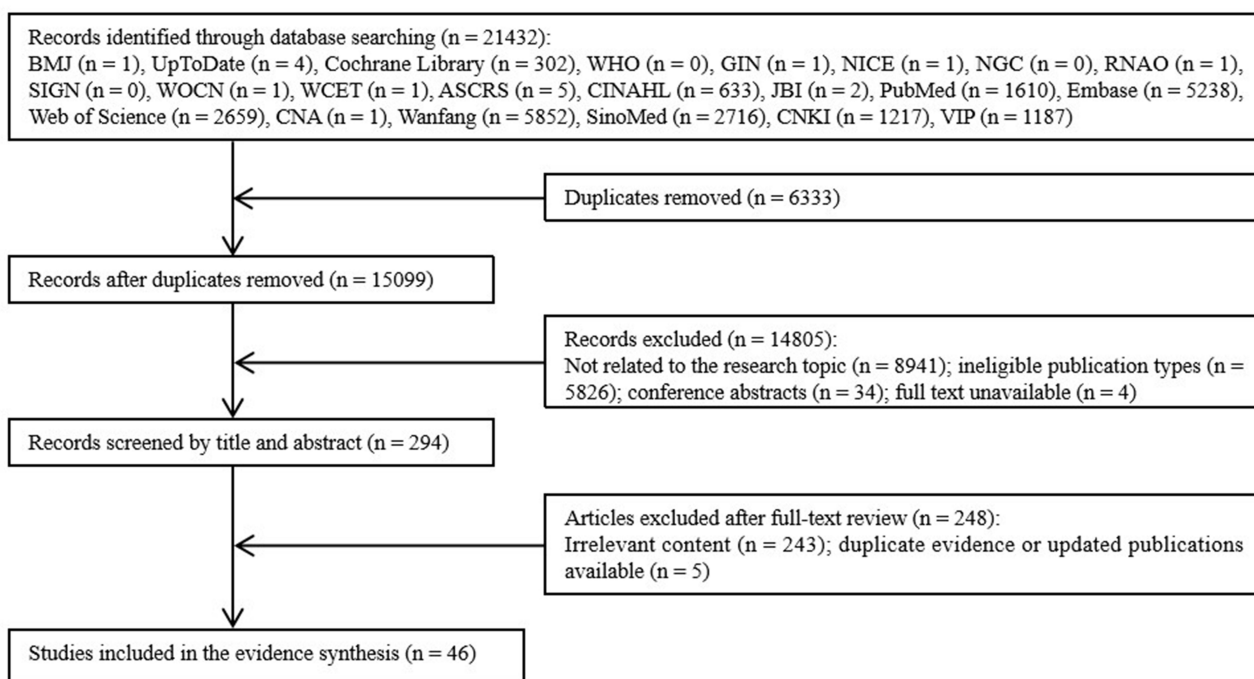 Records identified through database searching (n = 21432):
BMJ (n = 1), UpToDate (n = 4), Cochrane Library (n = 302), WHO (n = 0), GIN (n = 1), NICE (n = 1), NGC (n = 0), RNAO (n = 1),
SIGN (n = 0), WOCN (n = 1), WCET (n = 1), ASCRS (n = 5), CINAHL (n = 633), JBI (n = 2), PubMed (n = 1610), Embase (n = 5238),
Web of Science (n = 2659), CNA (n = 1), Wanfang (n = 5852), SinoMed (n = 2716), CNKI (n = 1217), VIP (n = 1187)
Duplicates removed (n = 6333)
Records after duplicates removed (n = 15099)
Records excluded (n = 14805):
Not related to the research topic (n = 8941); ineligible publication types (n =
5826); conference abstracts (n = 34); full text unavailable (n = 4)
Records screened by title and abstract (n = 294)
Articles excluded after full-text review (n = 248):
Irrelevant content (n = 243); duplicate evidence or updated publications
available (n = 5)
Studies included in the evidence synthesis (n = 46)